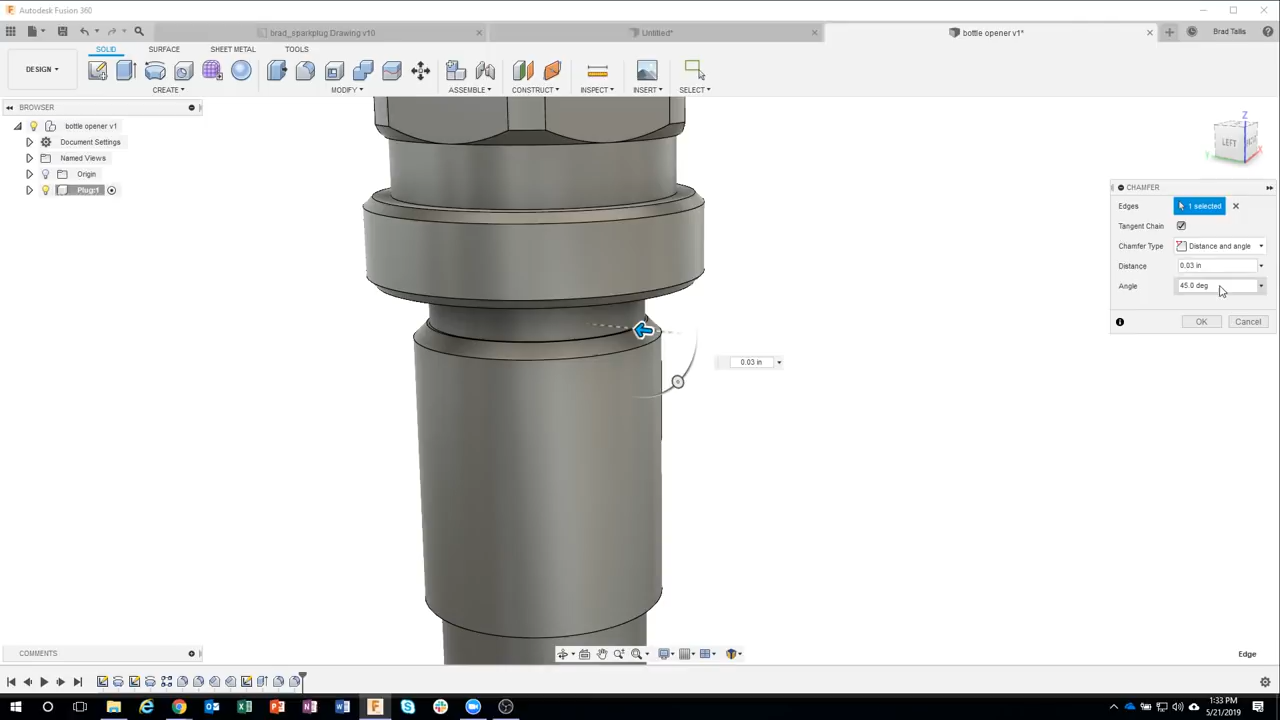 Autodesk Fusion 360
brad_sparkplug Drawing v10
Untitled*
bottle opener v1*
Brad Tallis
DESIGN
SOLID
SURFACE
SHEET METAL
TOOLS
CREATE
MODIFY
ASSEMBLE
CONSTRUCT
INSPECT
INSERT
SELECT
BROWSER
bottle opener v1
Document Settings
Named Views
Origin
Plug:1
Z
LEFT
Y
X
CHAMFER
Edges
1 selected
Tangent Chain
Chamfer Type
Distance and angle
Distance
0.03 in
Angle
45.0 deg
OK
Cancel
0.03 in
COMMENTS
Edge
1:33 PM
5/21/2019